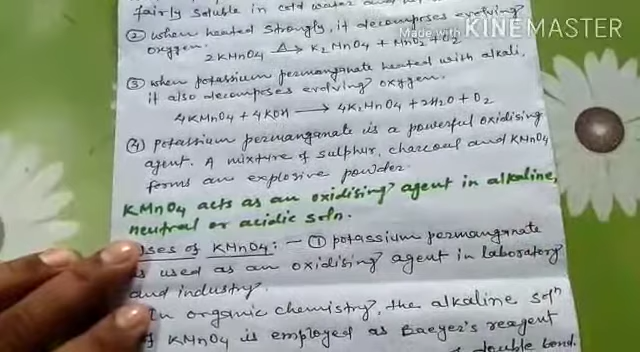 fairly soluble in cold water and
② when heated strongly, it decomposes evolving
oxygen.
2KMnO4 Δ→ K2MnO4 + MnO2 + O2
③ when potassium permanganate heated with alkali,
it also decomposes evolving oxygen.
4KMnO4 + 4KOH → 4K2MnO4 + 2H2O + O2
④ potassium permanganate is a powerful oxidising
agent. A mixture of sulphur, charcoal and KMnO4
forms an explosive powder.
KMnO4 acts as an oxidising agent in alkaline,
neutral or acidic soln.
Uses of KMnO4: – ① potassium permanganate
is used as an oxidising agent in laboratory
and industry.
In organic chemistry, the alkaline soln
of KMnO4 is employed as Baeyer's reagent
double bond.
Made with KINEMASTER